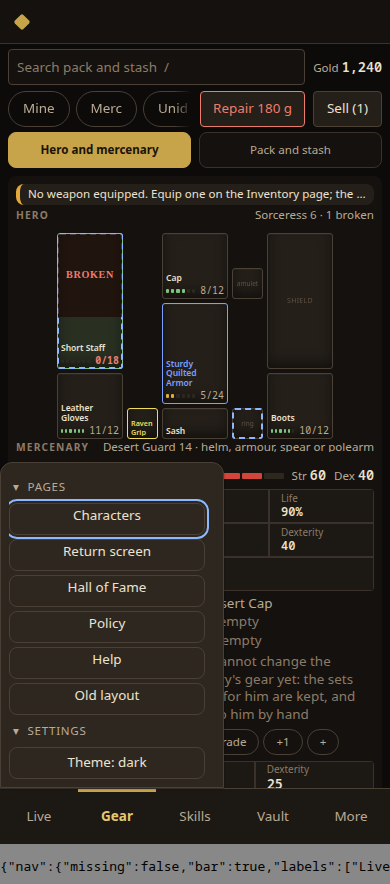 Search pack and stash /
Gold 1,240
Mine
Merc
Unid
Repair 180 g
Sell (1)
Hero and mercenary
Pack and stash
No weapon equipped. Equip one on the Inventory page; the ...
HERO
Sorceress 6 · 1 broken
BROKEN
Short Staff
0/18
Cap
8/12
amulet
SHIELD
Sturdy
Quilted
Armor
5/24
Leather
Gloves
11/12
Raven
Grip
Sash
ring
Boots
10/12
MERCENARY
Desert Guard 14 · helm, armour, spear or polearm
Str 60 Dex 40
Life
90%
Dexterity
40
sert Cap
empty
empty
annot change the
y's gear yet: the sets
for him are kept, and
him by hand
rade
+1
+
Dexterity
25
▼ PAGES
Characters
Return screen
Hall of Fame
Policy
Help
Old layout
▼ SETTINGS
Theme: dark
Live
Gear
Skills
Vault
More
{"nav":{"missing":false,"bar":true,"labels":["Live